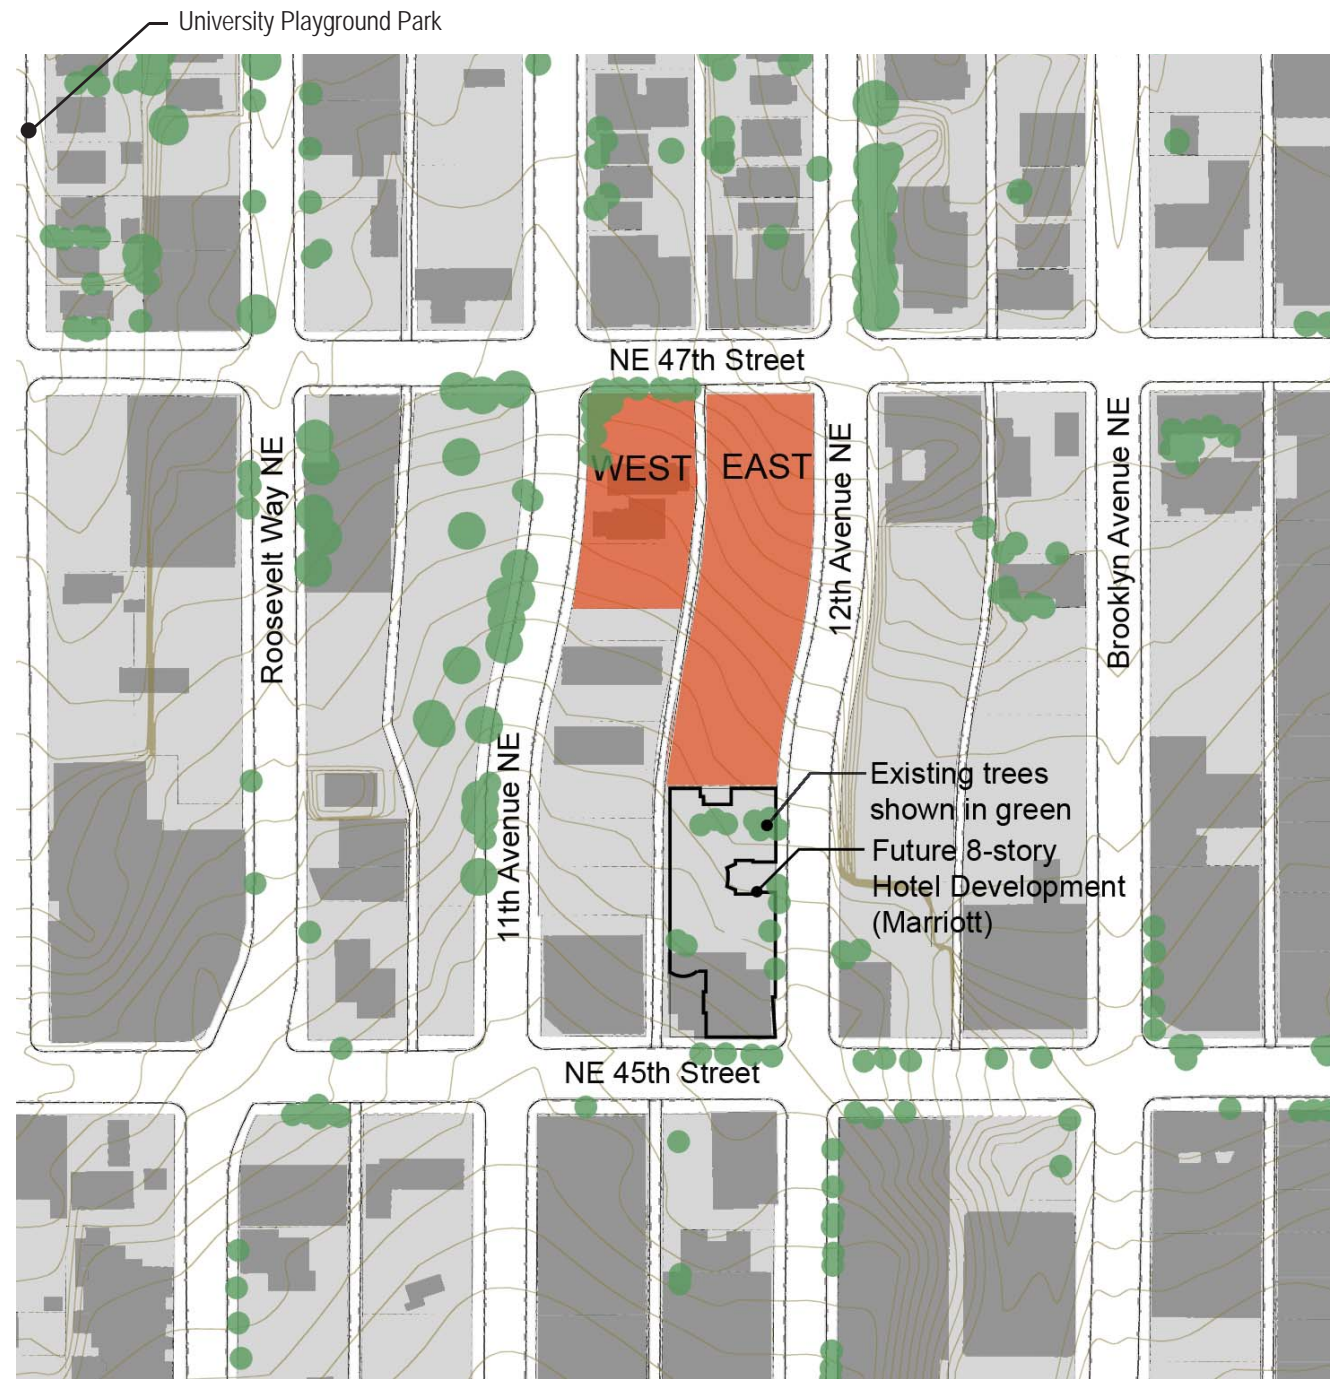 University Playground Park
NE 47th Street
WEST
EAST
Roosevelt Way NE
11th Avenue NE
12th Avenue NE
Brooklyn Avenue NE
Existing trees
shown in green
Future 8-story
Hotel Development
(Marriott)
NE 45th Street